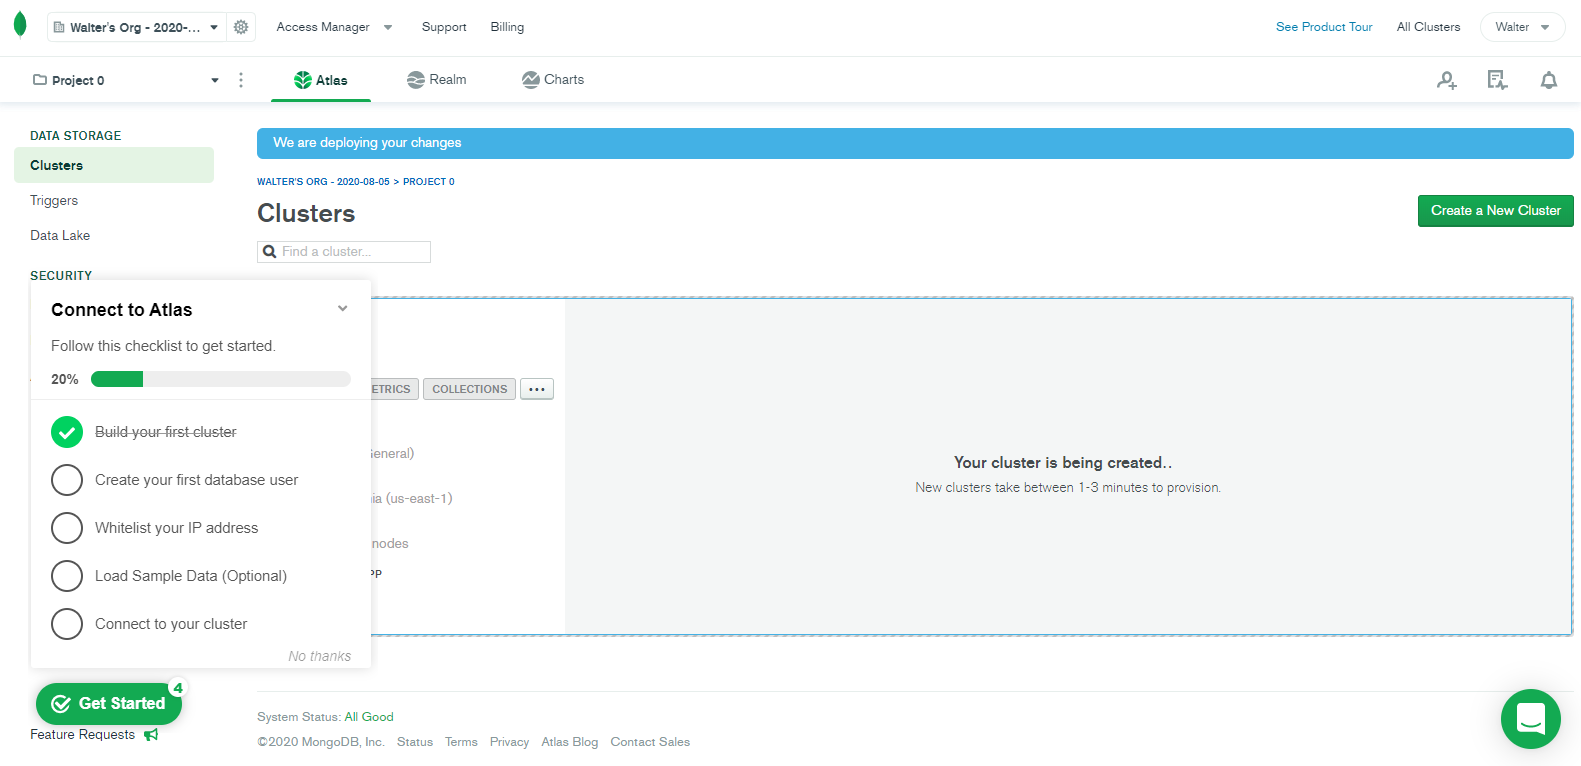 Walter's Org - 2020-...
Access Manager
Support
Billing
See Product Tour
All Clusters
Walter
Project 0
Atlas
Realm
Charts
DATA STORAGE
Clusters
Triggers
Data Lake
SECURITY
We are deploying your changes
WALTER'S ORG - 2020-08-05 > PROJECT 0
Clusters
Create a New Cluster
Find a cluster...
Connect to Atlas
Follow this checklist to get started.
20%
Build your first cluster
Create your first database user
Whitelist your IP address
Load Sample Data (Optional)
Connect to your cluster
No thanks
ETRICS
COLLECTIONS
...
General)
ia (us-east-1)
nodes
PP
Your cluster is being created..
New clusters take between 1-3 minutes to provision.
Get Started
4
Feature Requests
System Status: All Good
©2020 MongoDB, Inc.
Status
Terms
Privacy
Atlas Blog
Contact Sales